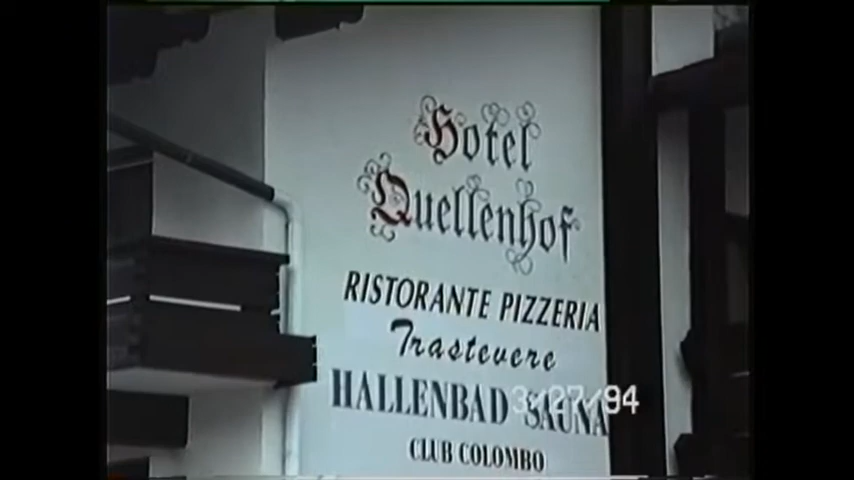 Hotel
Quellenhof
RISTORANTE PIZZERIA
Trastevere
HALLENBAD SAUNA
3/27/94
CLUB COLOMBO